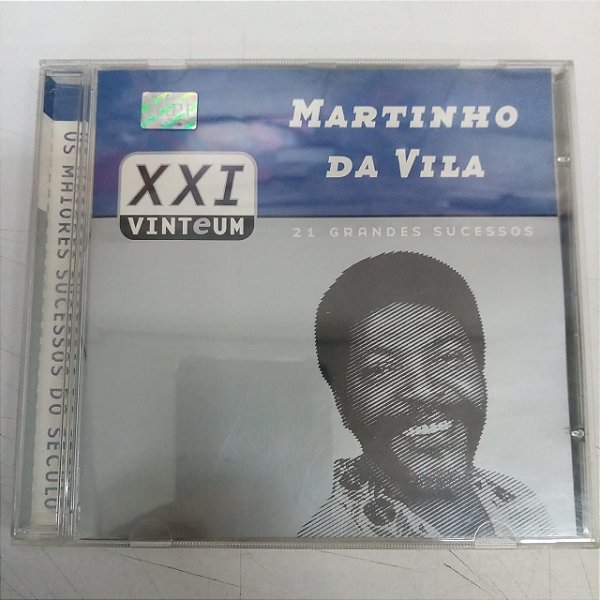 MARTINHO
DA VILA
XXI
VINTeUM
21 GRANDES SUCESSOS
OS MAIORES SUCESSOS DO SÉCULO